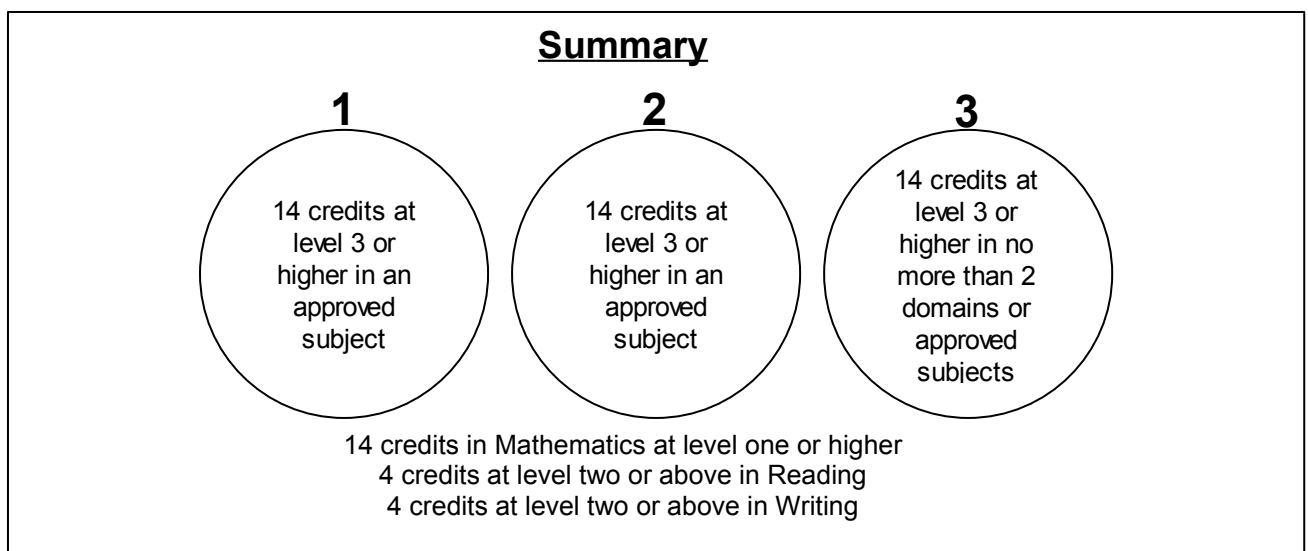 Summary
1
2
3
14 credits at
level 3 or
higher in an
approved
subject
14 credits at
level 3 or
higher in an
approved
subject
14 credits at
level 3 or
higher in no
more than 2
domains or
approved
subjects
14 credits in Mathematics at level one or higher
4 credits at level two or above in Reading
4 credits at level two or above in Writing